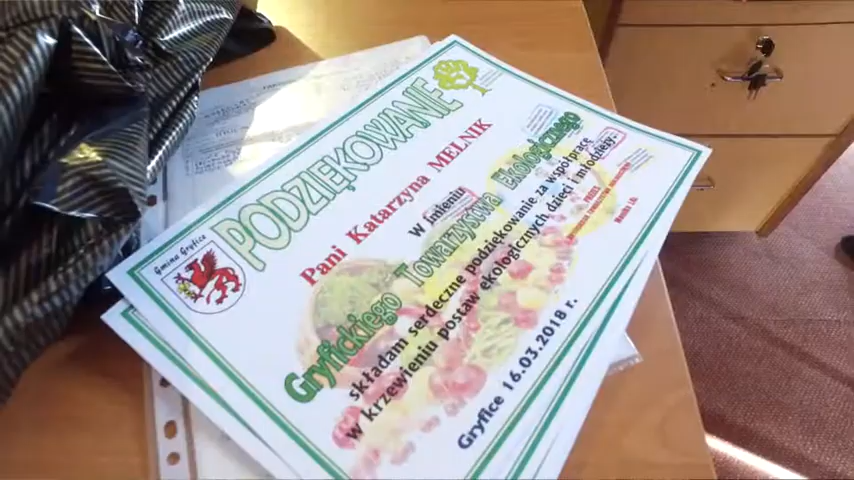 Gmina Gryfice
PODZIĘKOWANIE
Pani Katarzyna MELNIK
w imieniu
Gryfickiego Towarzystwa Ekologicznego
składam serdeczne podziękowanie za współpracę
w krzewieniu postaw ekologicznych dzieci i młodzieży.
PREZES
Gryfice 16.03.2018 r.